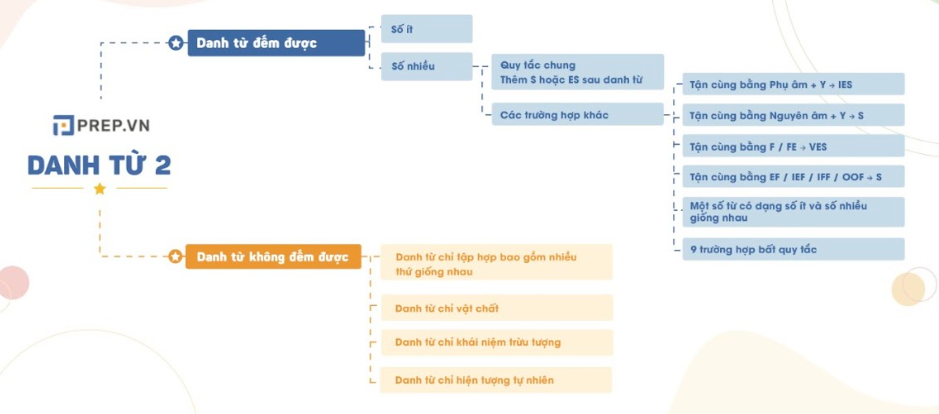 PREP.VN
DANH TỪ 2
Danh từ đếm được
Số ít
Số nhiều
Quy tắc chung
Thêm S hoặc ES sau danh từ
Các trường hợp khác
Tận cùng bằng Phụ âm + Y → IES
Tận cùng bằng Nguyên âm + Y → S
Tận cùng bằng F / FE → VES
Tận cùng bằng EF / IEF / IFF / OOF → S
Một số từ có dạng số ít và số nhiều
giống nhau
9 trường hợp bất quy tắc
Danh từ không đếm được
Danh từ chỉ tập hợp bao gồm nhiều
thứ giống nhau
Danh từ chỉ vật chất
Danh từ chỉ khái niệm trừu tượng
Danh từ chỉ hiện tượng tự nhiên